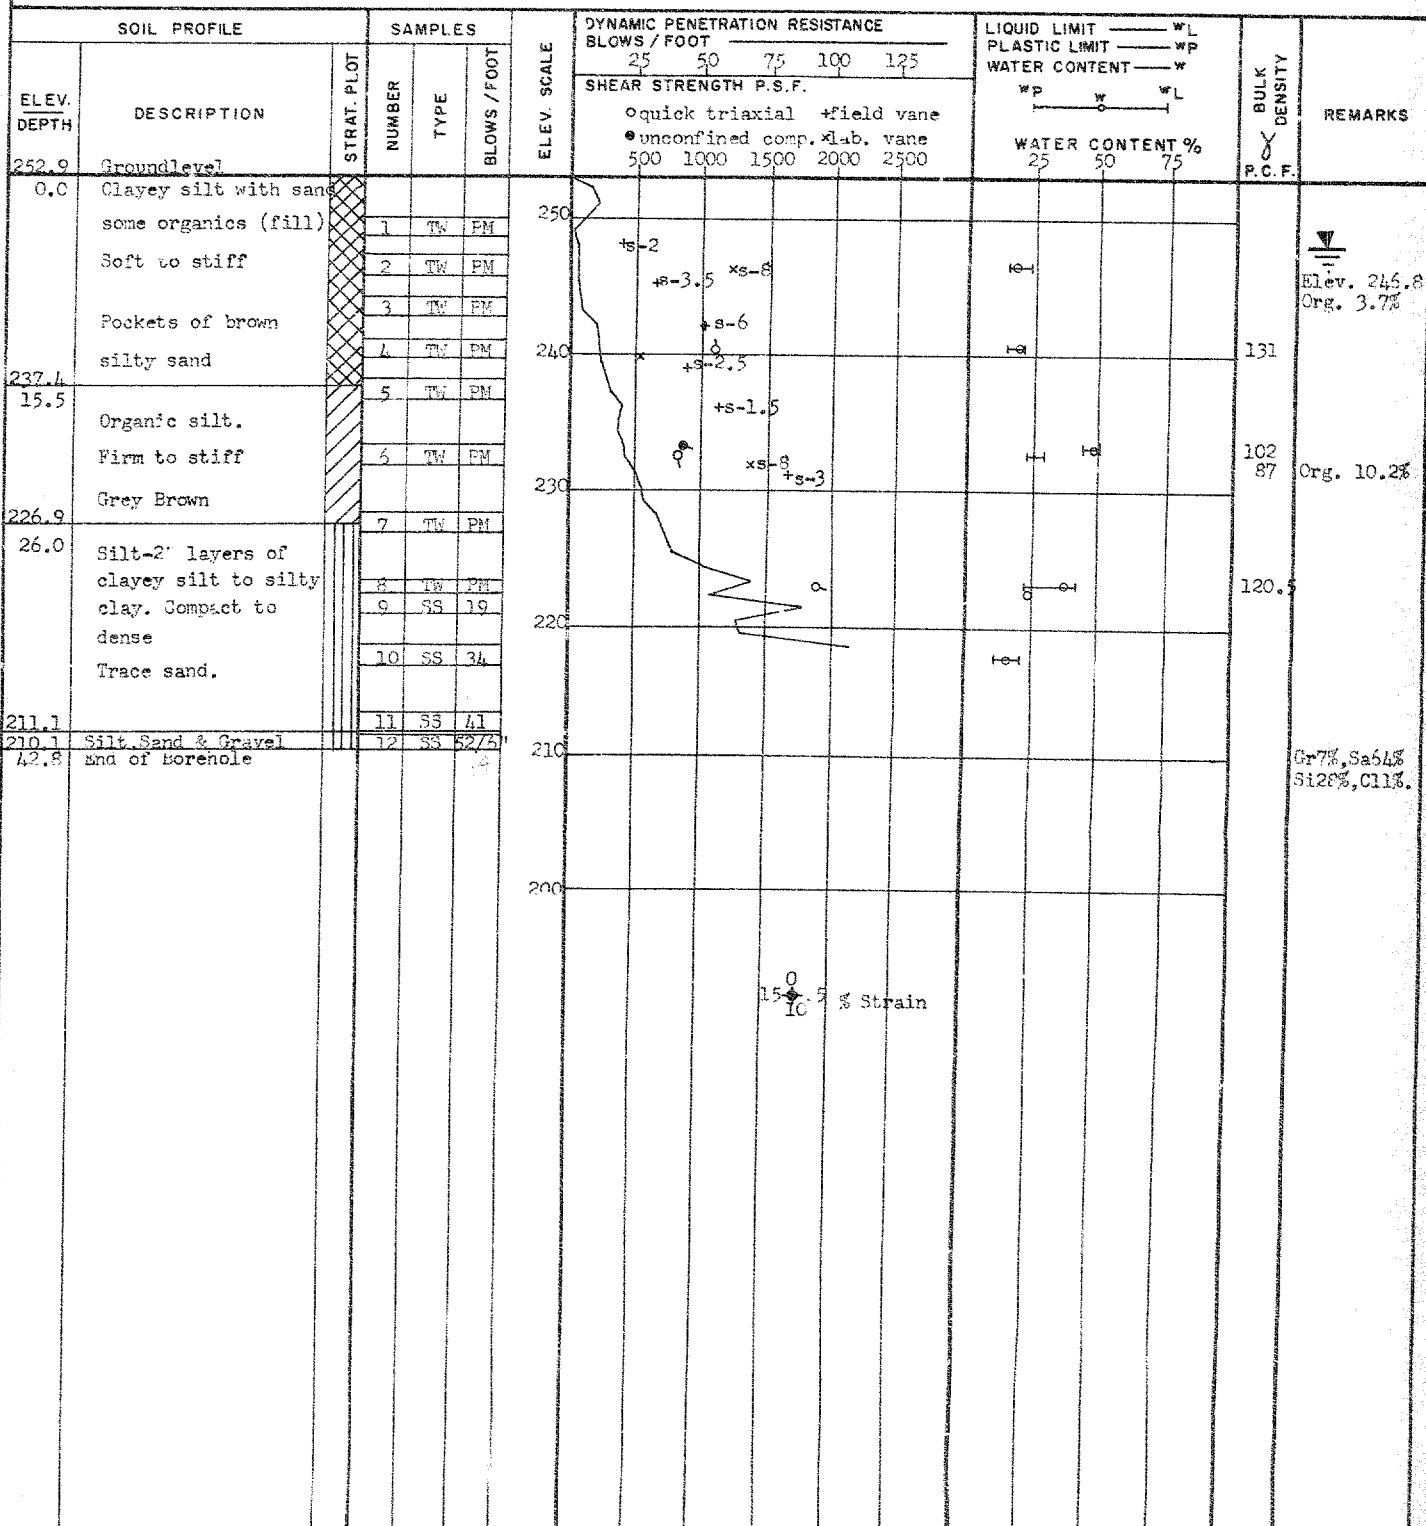 SOIL PROFILE
SAMPLES
ELEV. DEPTH
DESCRIPTION
STRAT. PLOT
NUMBER
TYPE
BLOWS / FOOT
ELEV. SCALE
DYNAMIC PENETRATION RESISTANCE
BLOWS / FOOT
25 50 75 100 125
SHEAR STRENGTH P.S.F.
quick triaxial +field vane
unconfined comp. ×lab. vane
500 1000 1500 2000 2500
LIQUID LIMIT WL
PLASTIC LIMIT WP
WATER CONTENT W
WP W WL
WATER CONTENT %
25 50 75
BULK DENSITY
γ
P.C.F.
REMARKS
252.9 Groundlevel
0.0 Clayey silt with sand
some organics (fill)
Soft to stiff
Pockets of brown
silty sand
237.4
15.5
Organic silt.
Firm to stiff
Grey Brown
226.9
26.0
Silt-2' layers of
clayey silt to silty
clay. Compact to
dense
Trace sand.
211.1
210.1 Silt,Sand & Gravel
42.8 End of Borehole
1 TW PM
2 TW PM
3 TW PM
4 TW PM
5 TW PM
6 TW PM
7 TW PM
8 TW PM
9 SS 19
10 SS 34
11 SS 41
12 SS
250
240
230
220
210
200
+s-2
+s-3.5
×s-8
+s-6
+s-2.5
+s-1.5
×s-8
+s-3
131
102
87
120.5
Elev. 246.8
Org. 3.7%
Org. 10.2%
Gr7%,Sa64%
Si28%,Cl1%.
0
15 5 % Strain
10